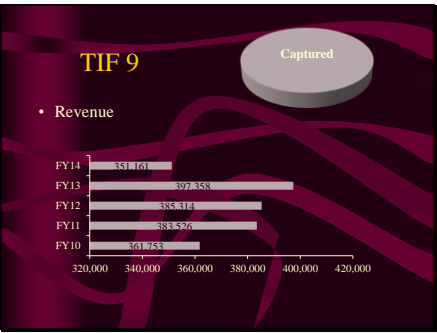 Captured
TIF 9
• Revenue
FY14 351,161
FY13 397,358
FY12 385,314
FY11 383,526
FY10 361,753
320,000 340,000 360,000 380,000 400,000 420,000